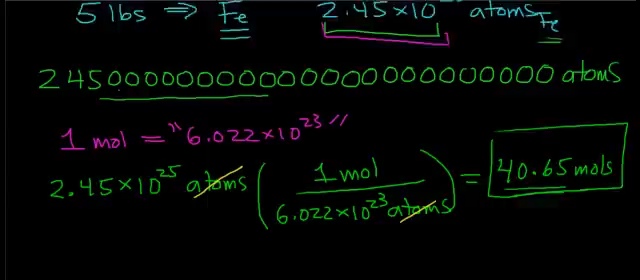 5 lbs ⇒ Fe 2.45×10 atoms Fe
24500000000000000000000000 atoms
1 mol = "6.022×10²³"
2.45×10²⁵ atoms (1 mol / 6.022×10²³ atoms) = 40.65 mols